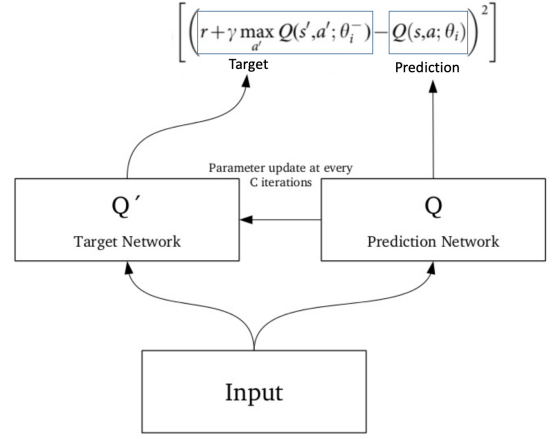 [(r + γ max_{a'} Q(s',a'; θ_i^-) − Q(s,a; θ_i))^2]
Target
Prediction
Parameter update at every
C iterations
Q′
Target Network
Q
Prediction Network
Input